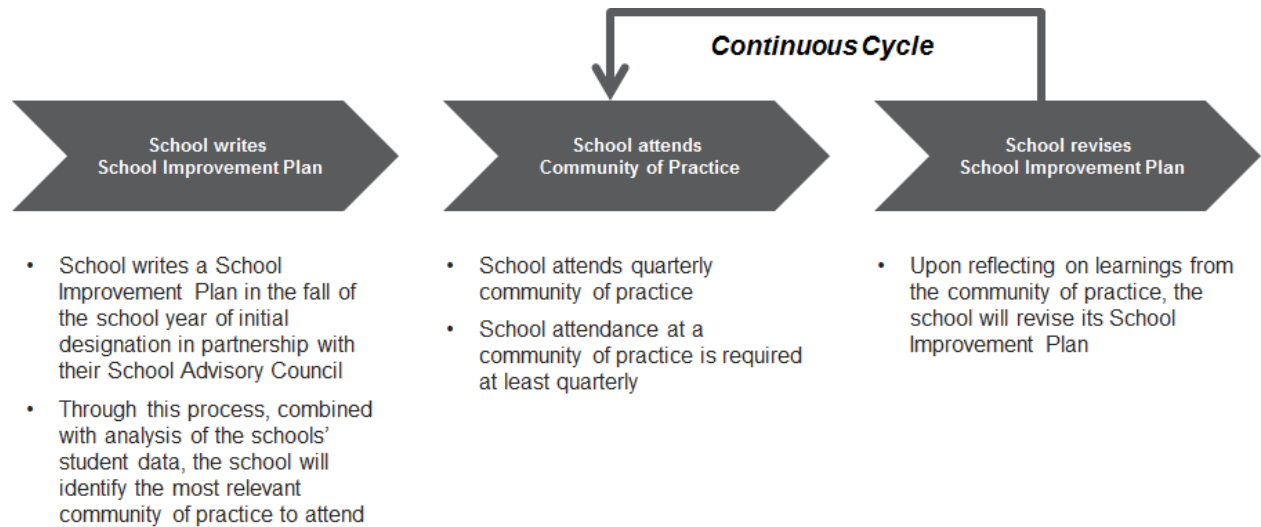 Continuous Cycle
School writes
School Improvement Plan
School attends
Community of Practice
School revises
School Improvement Plan
• School writes a School
Improvement Plan in the fall of
the school year of initial
designation in partnership with
their School Advisory Council
• Through this process, combined
with analysis of the schools'
student data, the school will
identify the most relevant
community of practice to attend
• School attends quarterly
community of practice
• School attendance at a
community of practice is required
at least quarterly
• Upon reflecting on learnings from
the community of practice, the
school will revise its School
Improvement Plan